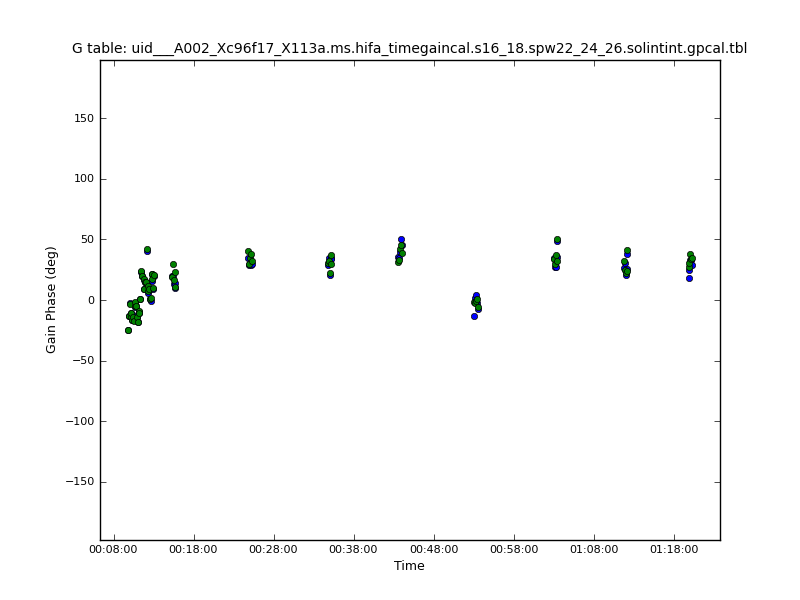 G table: uid___A002_Xc96f17_X113a.ms.hifa_timegaincal.s16_18.spw22_24_26.solintint.gpcal.tbl
150
100
50
0
−50
−100
−150
Gain Phase (deg)
00:08:00 00:18:00 00:28:00 00:38:00 00:48:00 00:58:00 01:08:00 01:18:00
Time